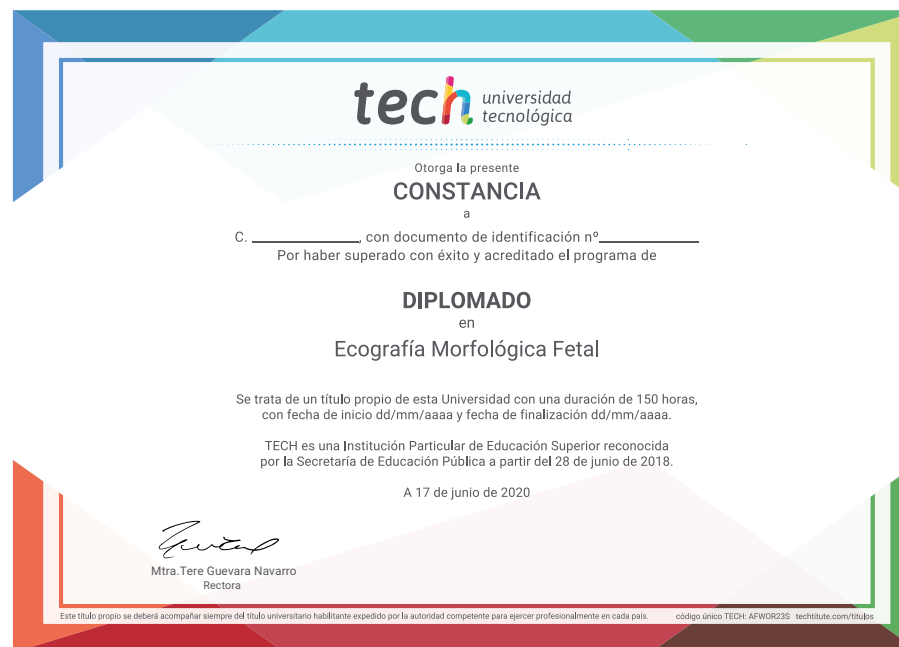 tech universidad
tecnológica
Otorga la presente
CONSTANCIA
a
C. ______________, con documento de identificación nº_____________
Por haber superado con éxito y acreditado el programa de
DIPLOMADO
en
Ecografía Morfológica Fetal
Se trata de un título propio de esta Universidad con una duración de 150 horas,
con fecha de inicio dd/mm/aaaa y fecha de finalización dd/mm/aaaa.
TECH es una Institución Particular de Educación Superior reconocida
por la Secretaría de Educación Pública a partir del 28 de junio de 2018.
A 17 de junio de 2020
Mtra.Tere Guevara Navarro
Rectora
Este título propio se deberá acompañar siempre del título universitario habilitante expedido por la autoridad competente para ejercer profesionalmente en cada país. código único TECH: AFWOR23S techtitute.com/titulos